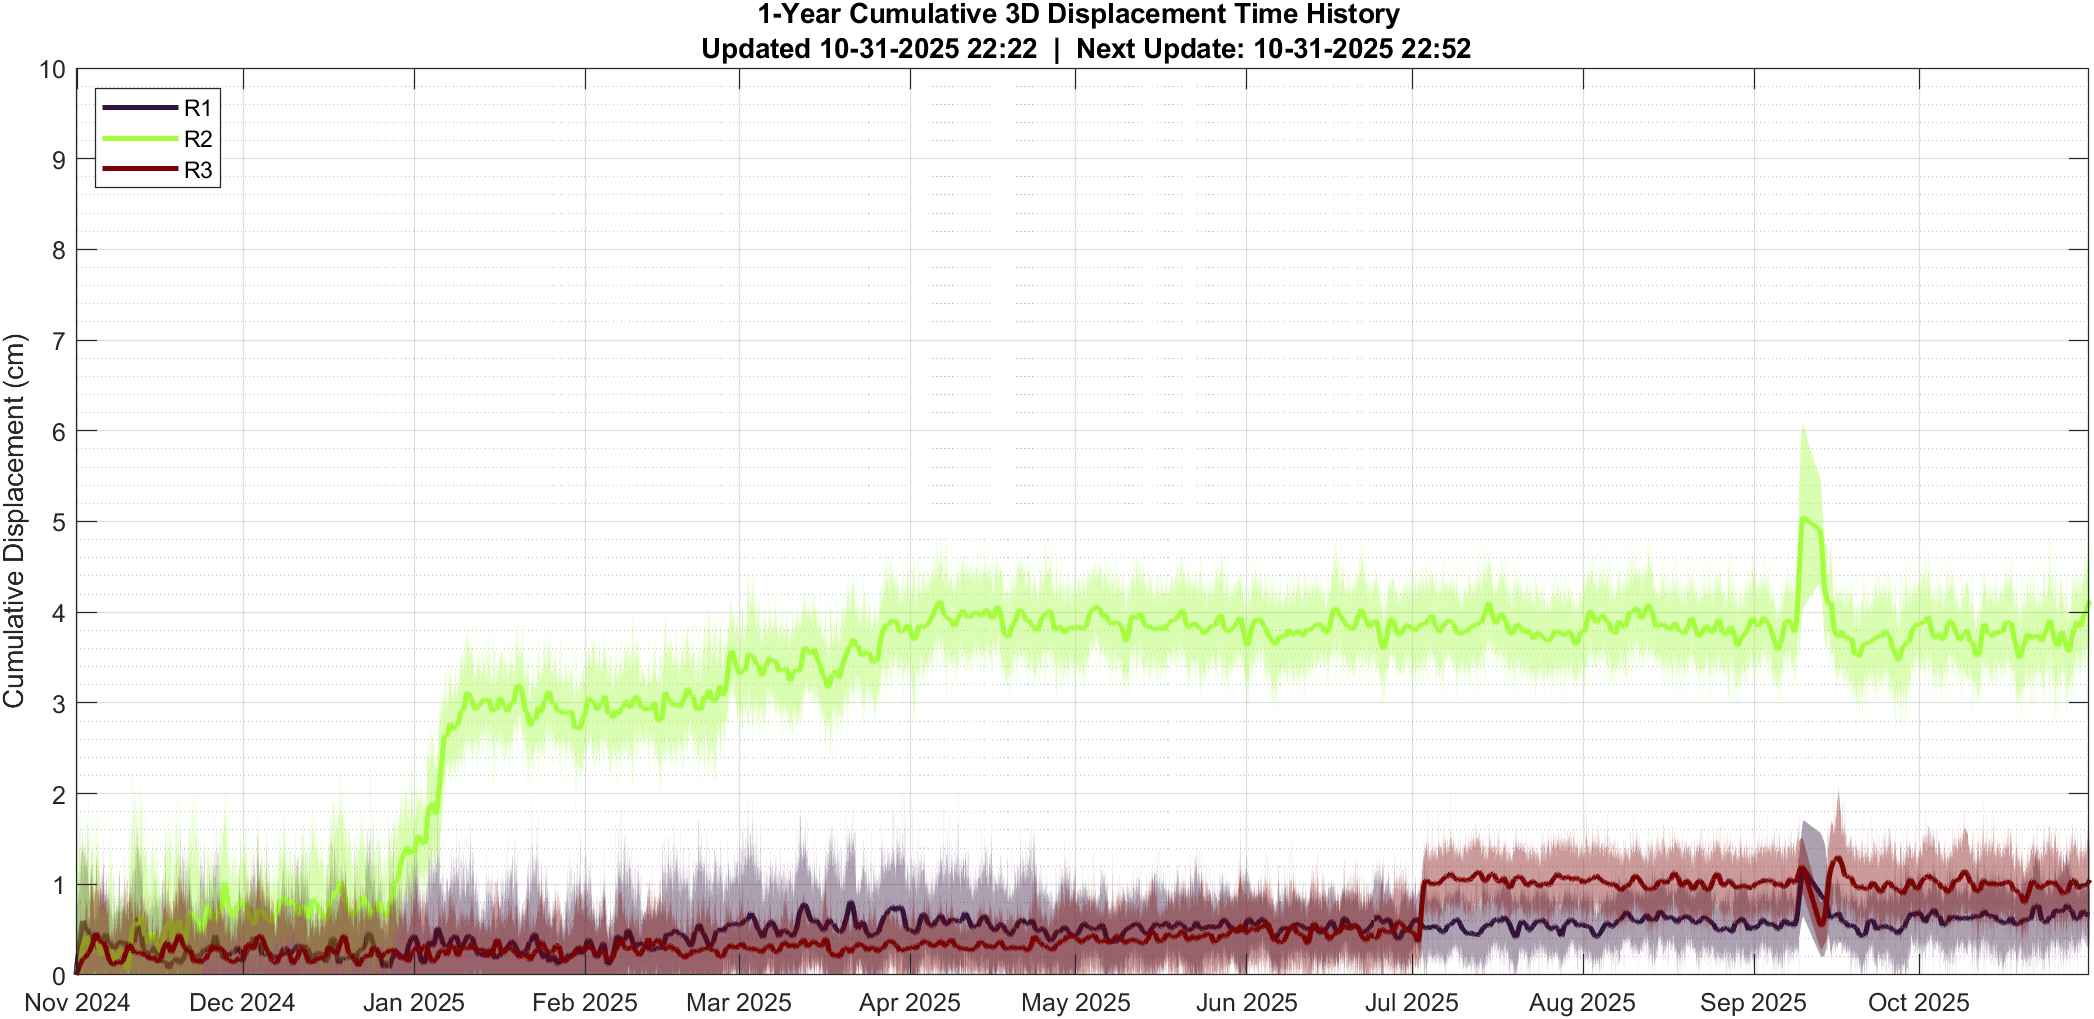 1-Year Cumulative 3D Displacement Time History
Updated 10-31-2025 22:22 | Next Update: 10-31-2025 22:52
10
9
8
7
6
5
4
3
2
1
0
Cumulative Displacement (cm)
R1
R2
R3
Nov 2024
Dec 2024
Jan 2025
Feb 2025
Mar 2025
Apr 2025
May 2025
Jun 2025
Jul 2025
Aug 2025
Sep 2025
Oct 2025